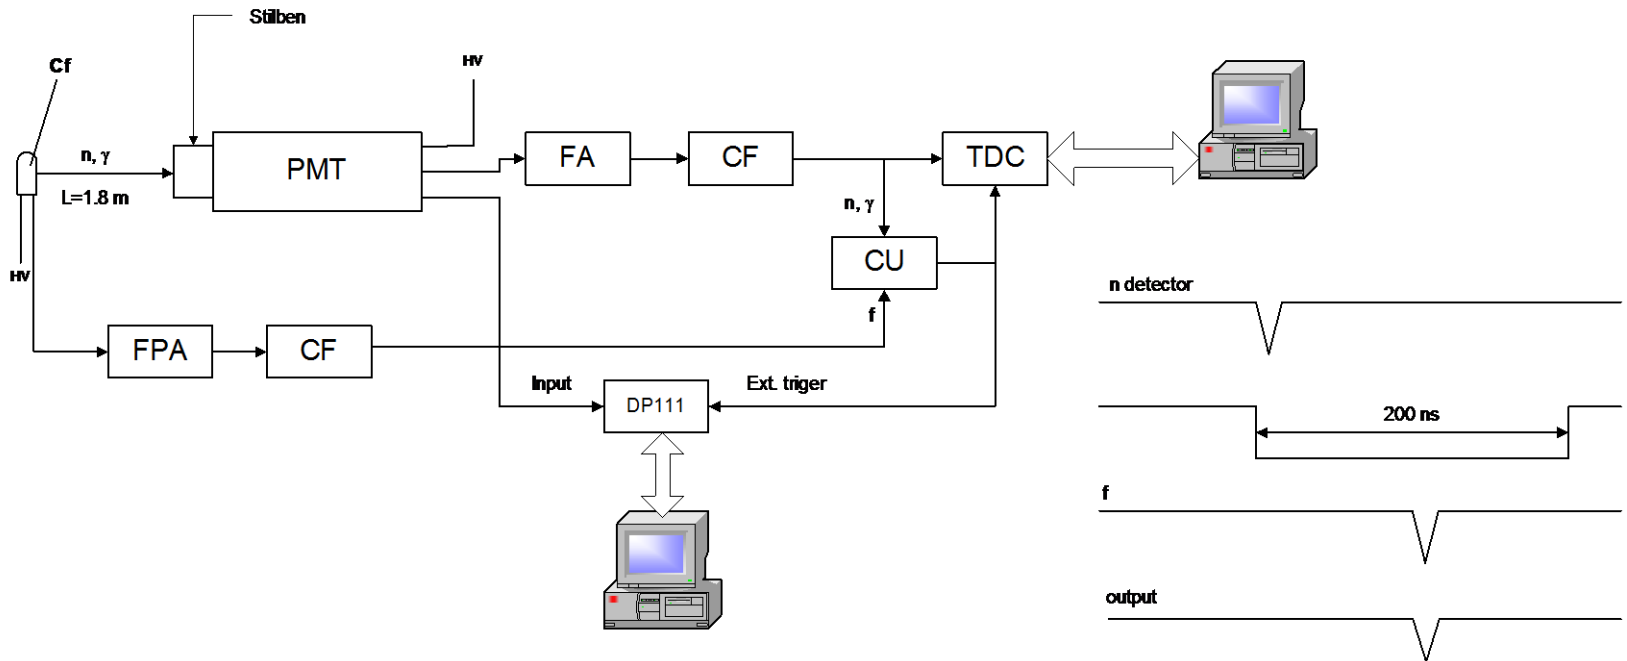 Stilben
Cf
HV
n, γ
PMT
FA
CF
TDC
L=1.8 m
n, γ
CU
HV
n detector
f
FPA
CF
Input
Ext. triger
DP111
200 ns
f
output